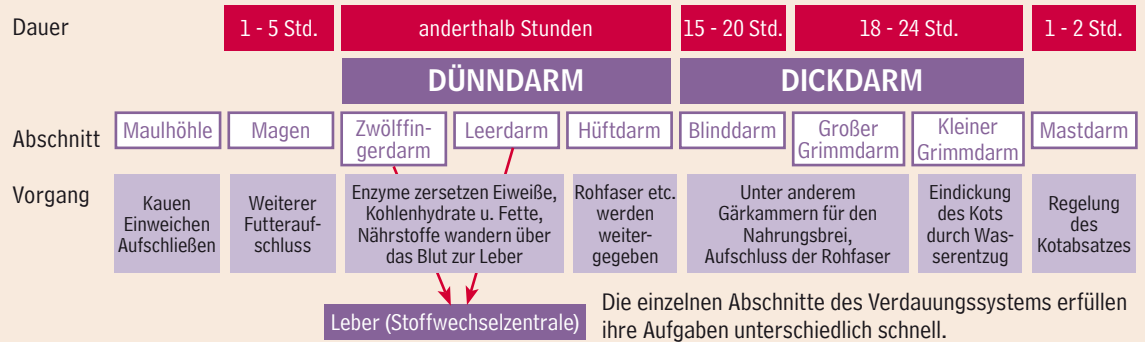 Dauer
1 - 5 Std.
anderthalb Stunden
15 - 20 Std.
18 - 24 Std.
1 - 2 Std.
DÜNNDARM
DICKDARM
Abschnitt
Maulhöhle
Magen
Zwölffin-
gerdarm
Leerdarm
Hüftdarm
Blinddarm
Großer
Grimmdarm
Kleiner
Grimmdarm
Mastdarm
Vorgang
Kauen
Einweichen
Aufschließen
Weiterer
Futterauf-
schluss
Enzyme zersetzen Eiweiße,
Kohlenhydrate u. Fette,
Nährstoffe wandern über
das Blut zur Leber
Rohfaser etc.
werden
weiter-
gegeben
Unter anderem
Gärkammern für den
Nahrungsbrei,
Aufschluss der Rohfaser
Eindickung
des Kots
durch Was-
serentzug
Regelung
des
Kotabsatzes
Leber (Stoffwechselzentrale)
Die einzelnen Abschnitte des Verdauungssystems erfüllen
ihre Aufgaben unterschiedlich schnell.